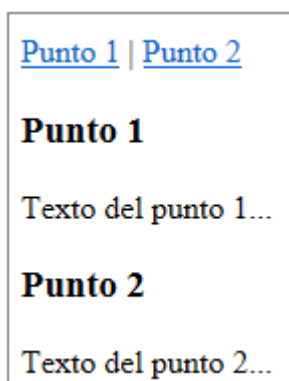 Punto 1 | Punto 2
Punto 1
Texto del punto 1...
Punto 2
Texto del punto 2...